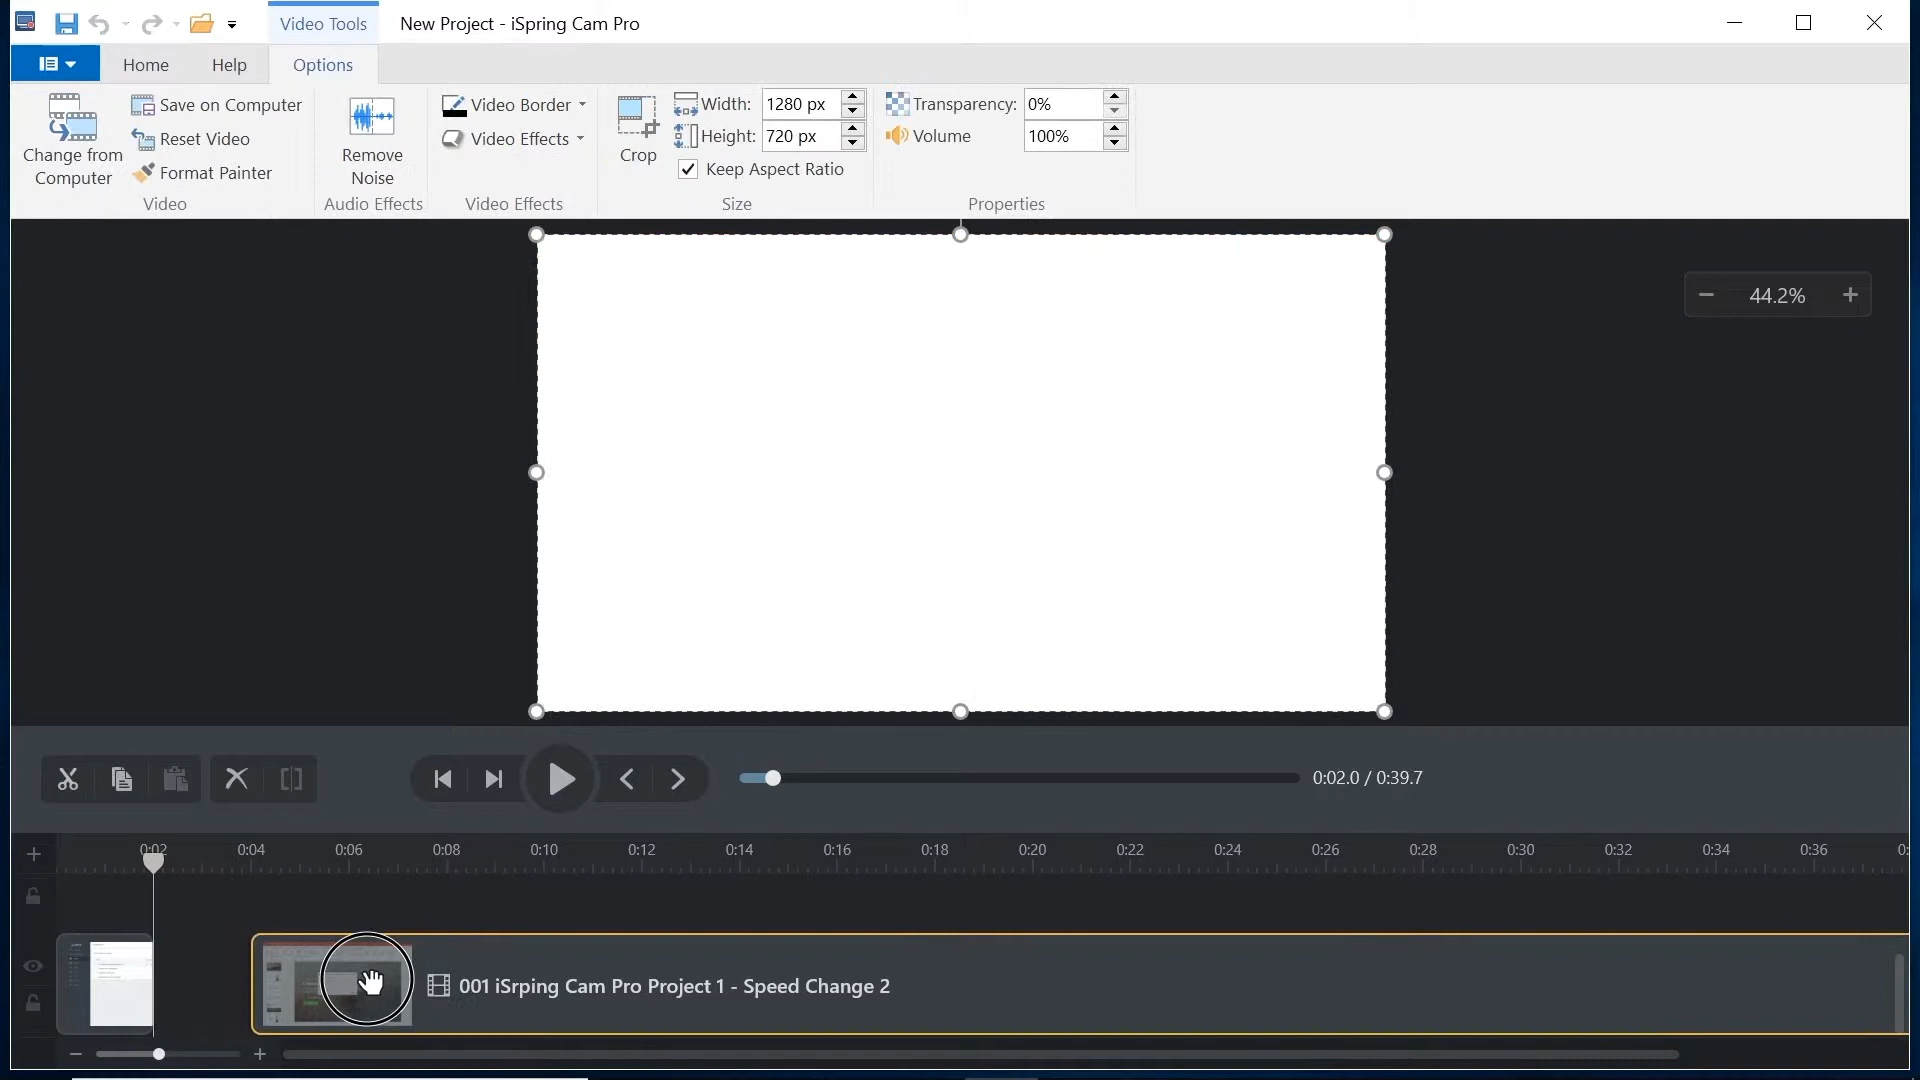 Video Tools
New Project - iSpring Cam Pro
Home
Help
Options
Change from
Computer
Save on Computer
Reset Video
Format Painter
Video
Remove
Noise
Audio Effects
Video Border
Video Effects
Video Effects
Crop
Width: 1280 px
Height: 720 px
Keep Aspect Ratio
Size
Transparency: 0%
Volume 100%
Properties
44.2%
0:02.0 / 0:39.7
0:02 0:04 0:06 0:08 0:10 0:12 0:14 0:16 0:18 0:20 0:22 0:24 0:26 0:28 0:30 0:32 0:34 0:36 0:
001 iSrping Cam Pro Project 1 - Speed Change 2